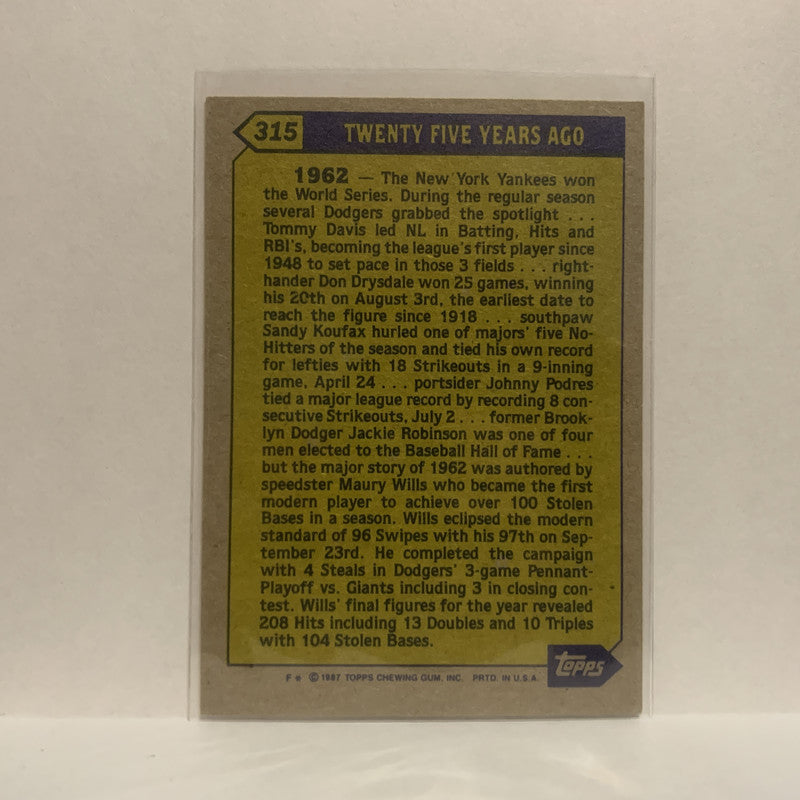 315 TWENTY FIVE YEARS AGO
1962 — The New York Yankees won
the World Series. During the regular season
several Dodgers grabbed the spotlight . . .
Tommy Davis led NL in Batting, Hits and
RBI's, becoming the league's first player since
1948 to set pace in those 3 fields . . . right-
hander Don Drysdale won 25 games, winning
his 20th on August 3rd, the earliest date to
reach the figure since 1918 . . . southpaw
Sandy Koufax hurled one of majors' five No-
Hitters of the season and tied his own record
for lefties with 18 Strikeouts in a 9-inning
game, April 24 . . . portsider Johnny Podres
tied a major league record by recording 8 con-
secutive Strikeouts, July 2 . . . former Brook-
lyn Dodger Jackie Robinson was one of four
men elected to the Baseball Hall of Fame . . .
but the major story of 1962 was authored by
speedster Maury Wills who became the first
modern player to achieve over 100 Stolen
Bases in a season. Wills eclipsed the modern
standard of 96 Swipes with his 97th on Sep-
tember 23rd. He completed the campaign
with 4 Steals in Dodgers' 3-game Pennant-
Playoff vs. Giants including 3 in closing con-
test. Wills' final figures for the year revealed
208 Hits including 13 Doubles and 10 Triples
with 104 Stolen Bases.
topps
F * © 1987 TOPPS CHEWING GUM, INC. PRTD. IN U.S.A.